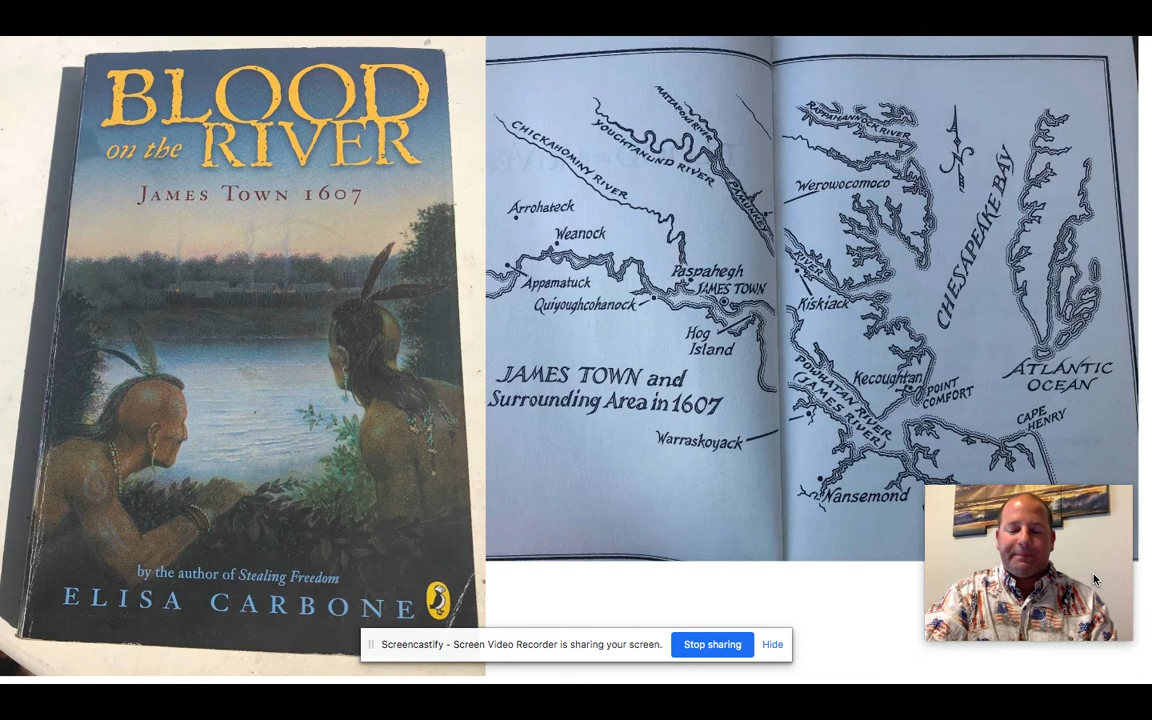 BLOOD
on the RIVER
JAMES TOWN 1607
by the author of Stealing Freedom
ELISA CARBONE
MATTAPONI RIVER
YOUGHTANUND RIVER
CHICKAHOMINY RIVER
PAMUNKEY
Arrohateck
Weanock
Appamatuck
Quiyoughcohanock
Paspahegh
JAMES TOWN
Hog
Island
JAMES TOWN and
Surrounding Area in 1607
Warraskoyack
RAPPAHANNOCK RIVER
N
Werowocomoco
RIVER
Kiskiack
CHESAPEAKE BAY
Kecoughtan
POINT
COMFORT
POWHATAN RIVER
(JAMES RIVER)
ATLANTIC
OCEAN
CAPE
HENRY
Nansemond
Screencastify - Screen Video Recorder is sharing your screen.
Stop sharing
Hide